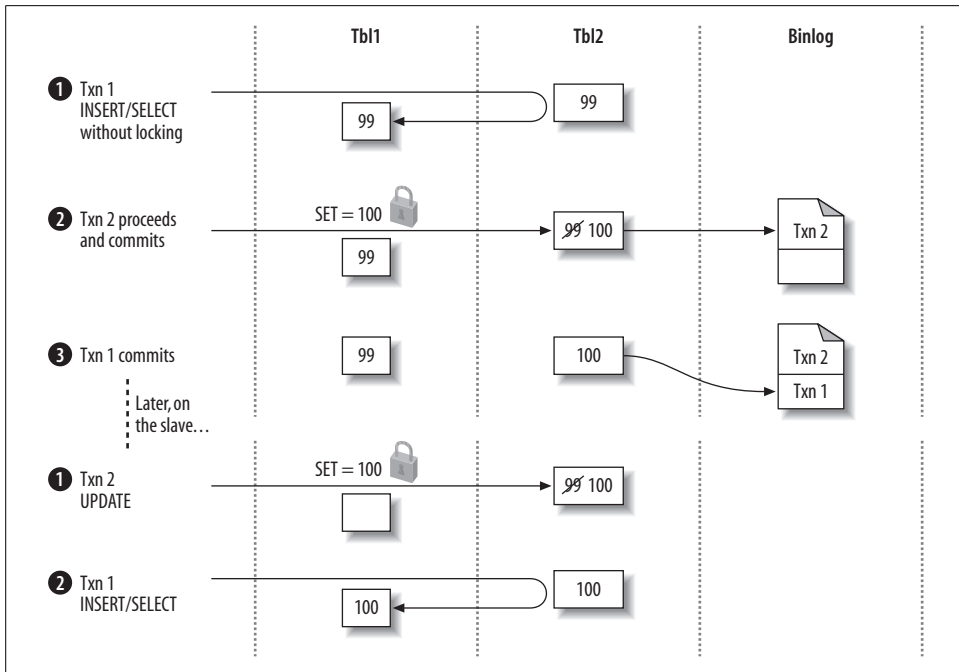 Tbl1 Tbl2 Binlog
1 Txn 1
INSERT/SELECT
without locking
99
99
2 Txn 2 proceeds
and commits
SET = 100
99
99 100
Txn 2
3 Txn 1 commits
99
100
Txn 2
Txn 1
Later, on
the slave…
1 Txn 2
UPDATE
SET = 100
99 100
2 Txn 1
INSERT/SELECT
100
100